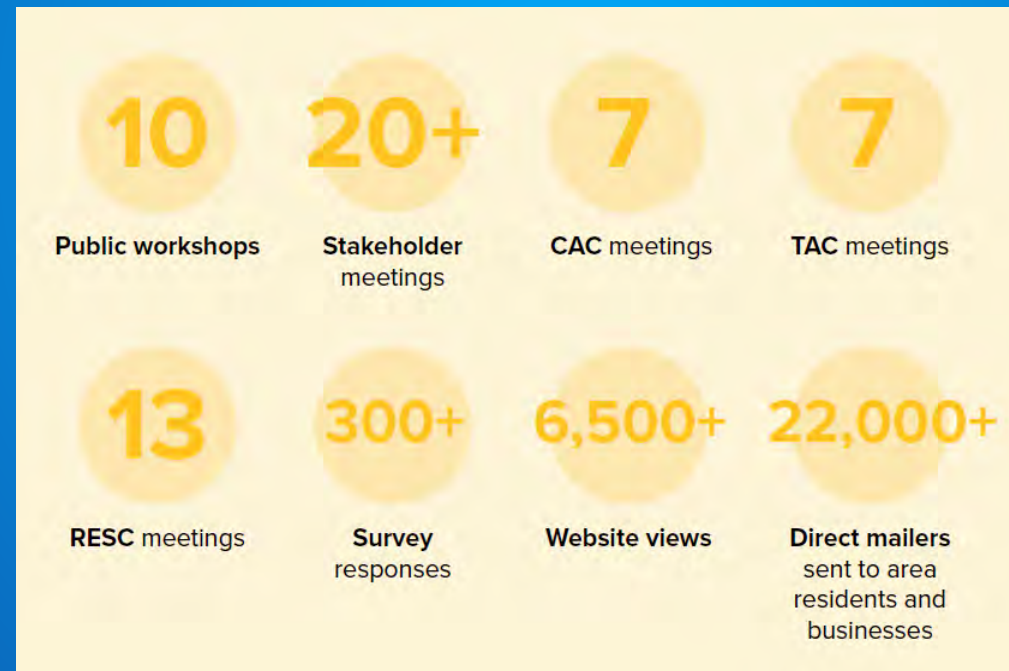 10
Public workshops
20+
Stakeholder
meetings
7
CAC meetings
7
TAC meetings
13
RESC meetings
300+
Survey
responses
6,500+
Website views
22,000+
Direct mailers
sent to area
residents and
businesses